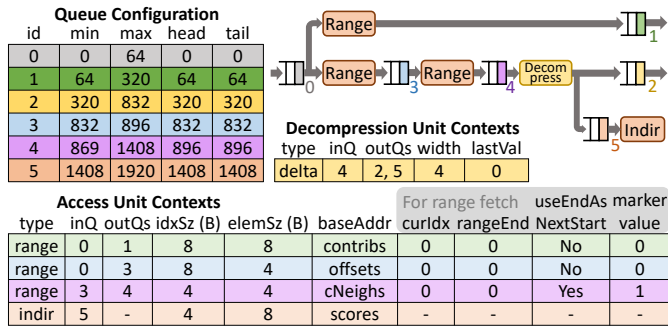 Queue Configuration
id min max head tail
0 0 64 0 0
1 64 320 64 64
2 320 832 320 320
3 832 896 832 832
4 869 1408 896 896
5 1408 1920 1408 1408
Range
1
0
Range
3
Range
4
Decom
press
2
5
Indir
Decompression Unit Contexts
type inQ outQs width lastVal
delta 4 2, 5 4 0
Access Unit Contexts
For range fetch useEndAs marker
type inQ outQs idxSz (B) elemSz (B) baseAddr curIdx rangeEnd NextStart value
range 0 1 8 8 contribs 0 0 No 0
range 0 3 8 4 offsets 0 0 No 0
range 3 4 4 4 cNeighs 0 0 Yes 1
indir 5 - 4 8 scores - - - -